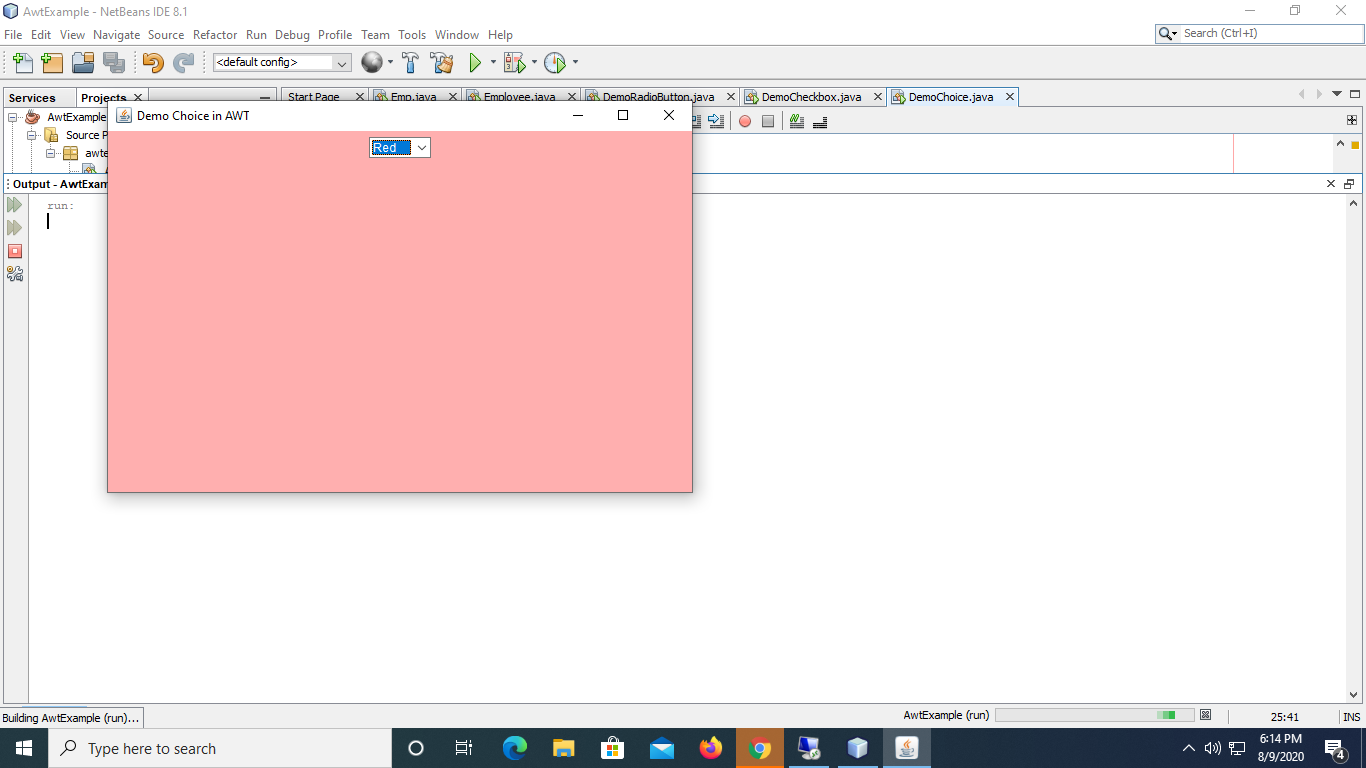 AwtExample - NetBeans IDE 8.1
File Edit View Navigate Source Refactor Run Debug Profile Team Tools Window Help
Search (Ctrl+I)
<default config>
Services Projects
Start Page Emp.java Employee.java DemoRadioButton.java DemoCheckbox.java DemoChoice.java
AwtExample
Demo Choice in AWT
Source P
Red
awte
Output - AwtExam
run:
Building AwtExample (run)...
AwtExample (run)
25:41
INS
Type here to search
6:14 PM
8/9/2020
4